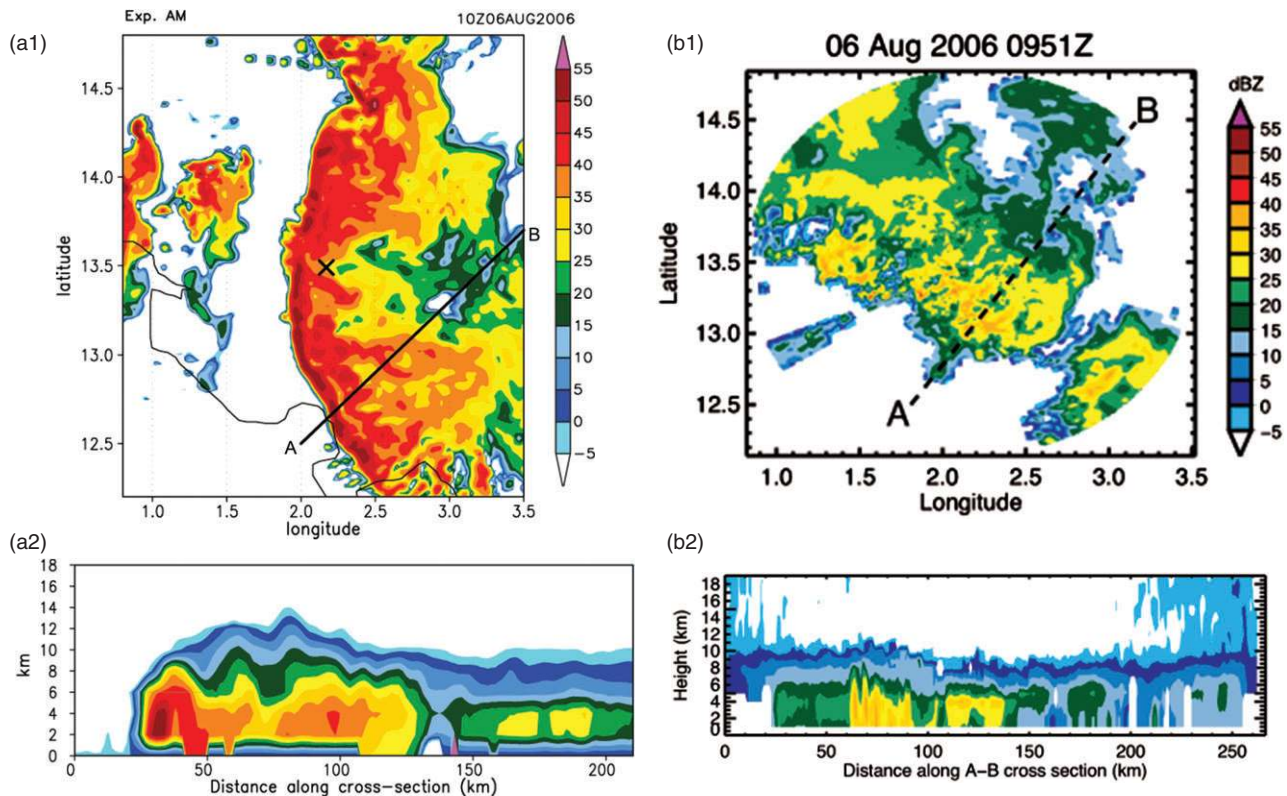 (a1)
Exp. AM
10Z06AUG2006
14.5
14.0
13.5
13.0
12.5
latitude
A
B
1.0 1.5 2.0 2.5 3.0 3.5
longitude
55
50
45
40
35
30
25
20
15
10
5
0
−5
(b1)
06 Aug 2006 0951Z
14.5
14.0
13.5
13.0
12.5
Latitude
A
B
1.0 1.5 2.0 2.5 3.0 3.5
Longitude
dBZ
55
50
45
40
35
30
25
20
15
10
5
0
−5
(a2)
18
16
14
12
10
8
6
4
2
0
km
0 50 100 150 200
Distance along cross−section (km)
(b2)
18
16
14
12
10
8
6
4
2
0
Height (km)
0 50 100 150 200 250
Distance along A−B cross section (km)